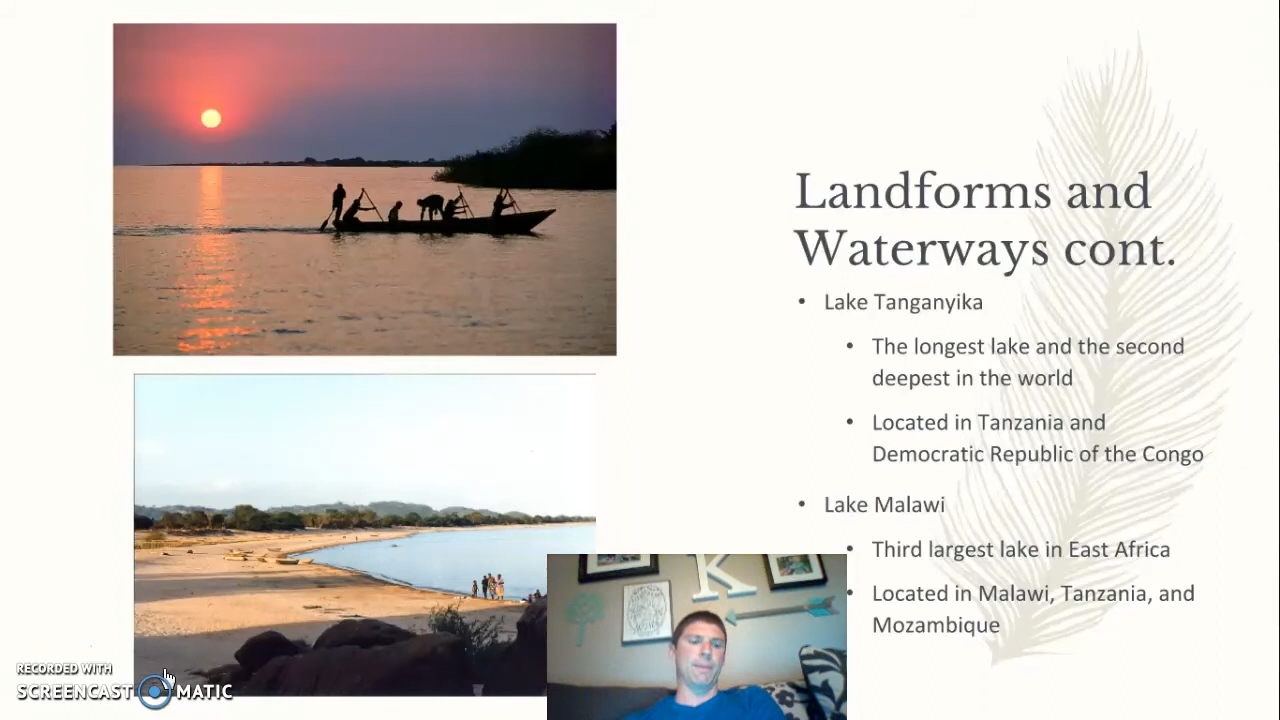 Landforms and
Waterways cont.
• Lake Tanganyika
• The longest lake and the second
deepest in the world
• Located in Tanzania and
Democratic Republic of the Congo
• Lake Malawi
• Third largest lake in East Africa
• Located in Malawi, Tanzania, and
Mozambique
K
RECORDED WITH
SCREENCAST MATIC